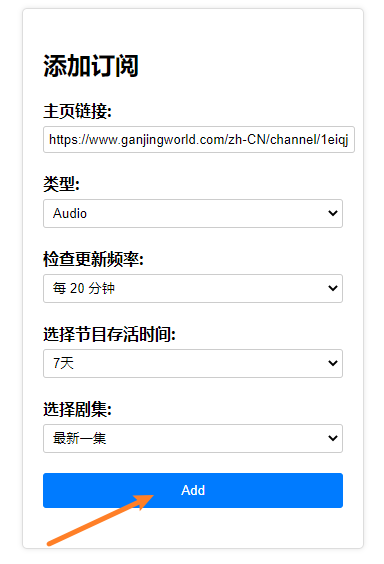 添加订阅
主页链接:
https://www.ganjingworld.com/zh-CN/channel/1eiqj
类型:
Audio
检查更新频率:
每 20 分钟
选择节目存活时间:
7天
选择剧集:
最新一集
Add